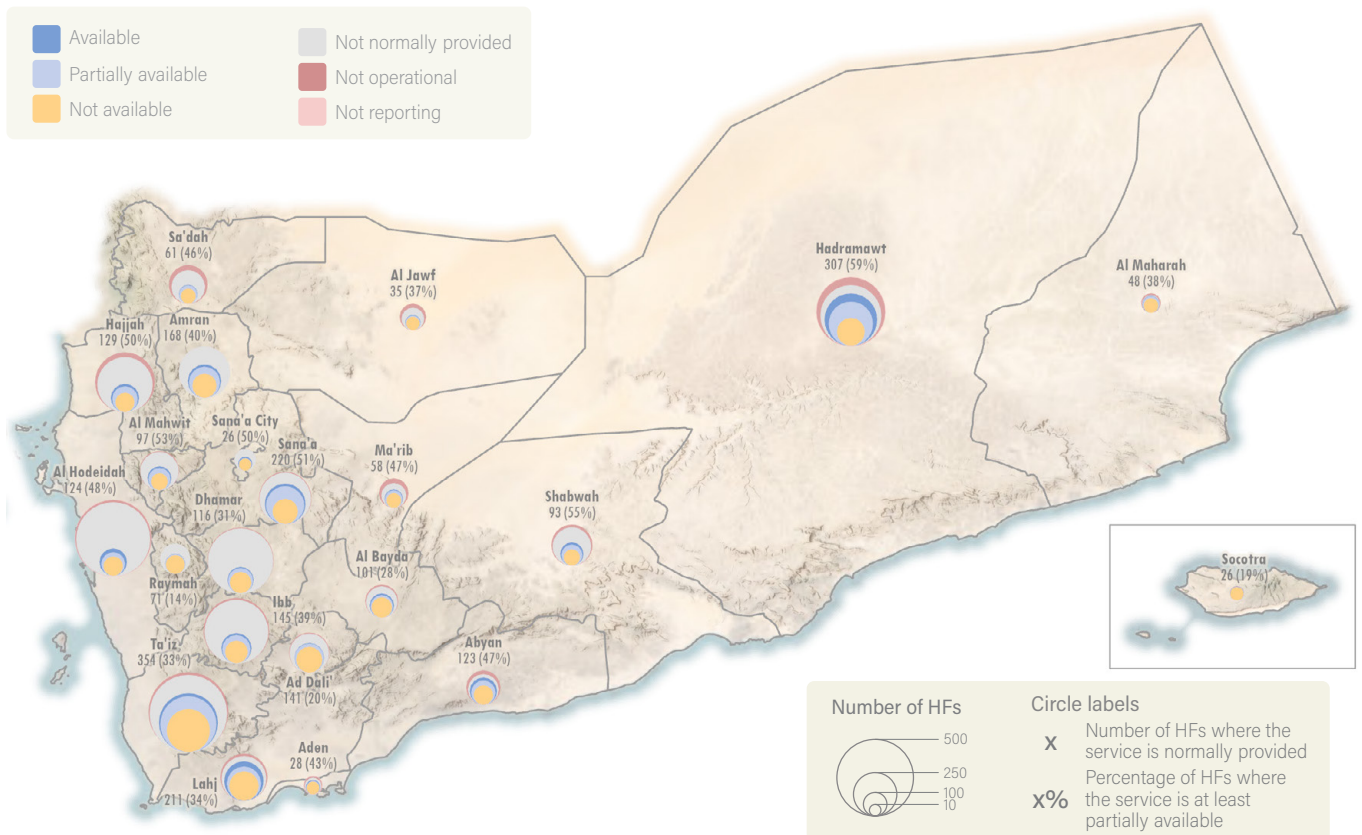 Available
Partially available
Not available
Not normally provided
Not operational
Not reporting
Sa'dah
61 (46%)
Al Jawf
35 (37%)
Hadramawt
307 (59%)
Al Maharah
48 (38%)
Hajjah
129 (50%)
Amran
168 (40%)
Al Mahwit
97 (53%)
Sana'a City
26 (50%)
Sana'a
220 (51%)
Ma'rib
58 (47%)
Al Hodeidah
124 (48%)
Dhamar
116 (31%)
Shabwah
93 (55%)
Al Bayda
101 (28%)
Raymah
71 (14%)
Ibb
145 (39%)
Socotra
26 (19%)
Ta'iz
354 (33%)
Ad Dali'
141 (20%)
Abyan
123 (47%)
Aden
28 (43%)
Lahj
211 (34%)
Number of HFs
500
250
100
10
Circle labels
x
Number of HFs where the
service is normally provided
x%
Percentage of HFs where
the service is at least
partially available